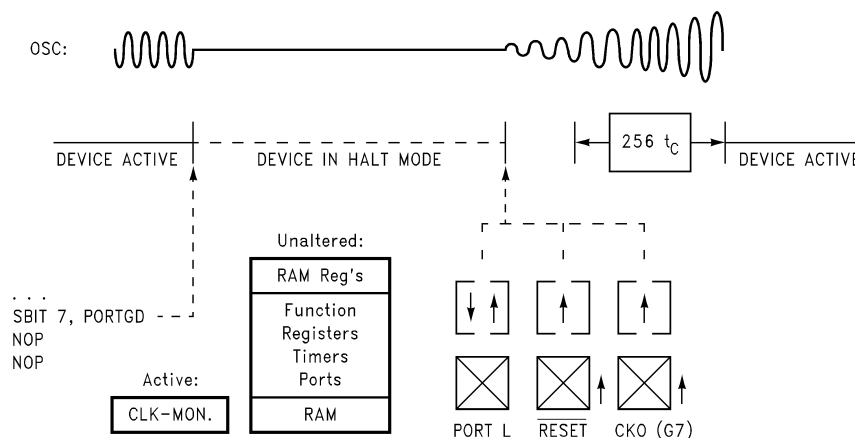 OSC:
256 tC
DEVICE ACTIVE
DEVICE IN HALT MODE
DEVICE ACTIVE
Unaltered:
RAM Reg's
Function
Registers
Timers
Ports
RAM
. . .
SBIT 7, PORTGD
NOP
NOP
Active:
CLK-MON.
PORT L
RESET
CKO (G7)